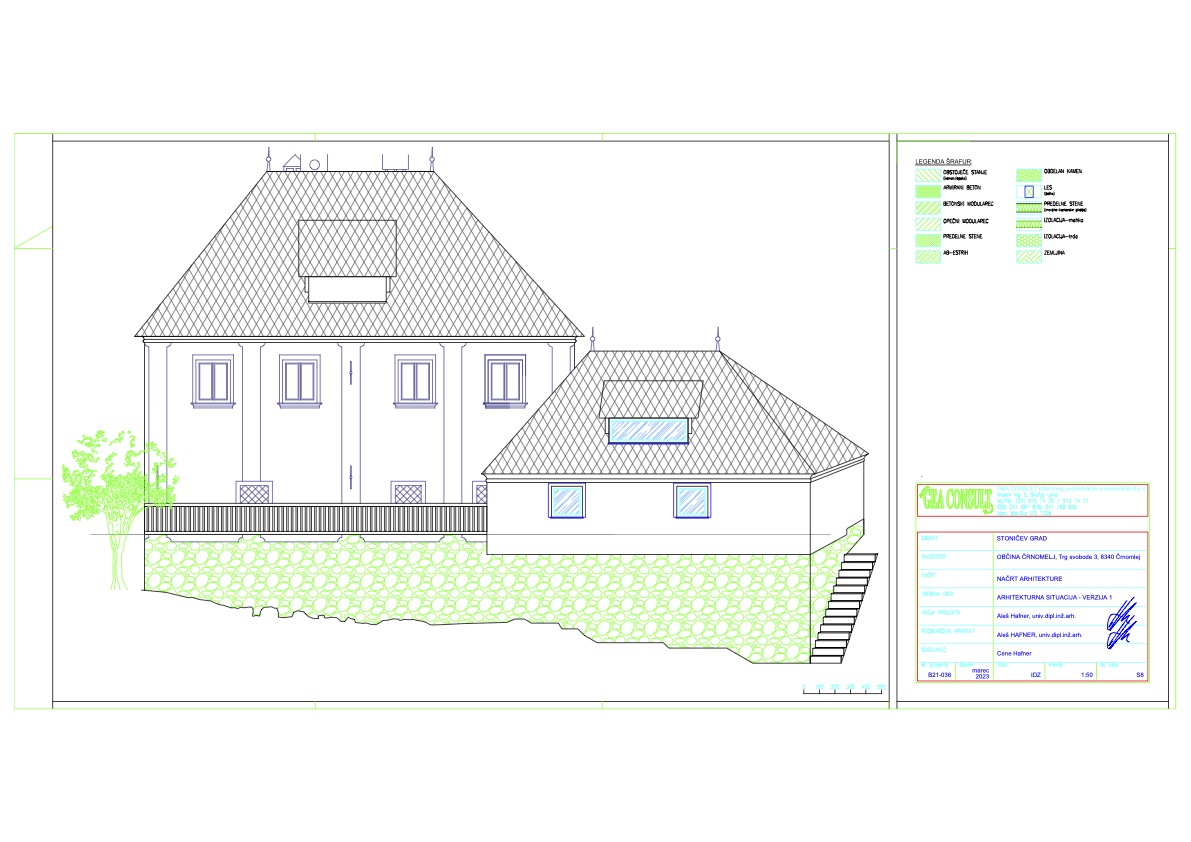 LEGENDA ŠRAFUR:
OBSTOJEČE STANJE
ARMIRANI BETON
BETONSKI MODULAREC
OPEČNI MODULAREC
PREDELNE STENE
AB-ESTRIH
OBDELAN KAMEN
LES
PREDELNE STENE
IZOLACIJA-mehka
IZOLACIJA-trda
ZEMLJINA
GEA CONSULT
STONIČEV GRAD
OBČINA ČRNOMELJ, Trg svobode 3, 8340 Črnomlej
NAČRT
NAČRT ARHITEKTURE
ARHITEKTURNA SITUACIJA - VERZIJA 1
Aleš Hafner, univ.dipl.inž.arh.
Aleš HAFNER, univ.dipl.inž.arh.
Cene Hafner
B21-036
marec
2023
IDZ
1:50
S8